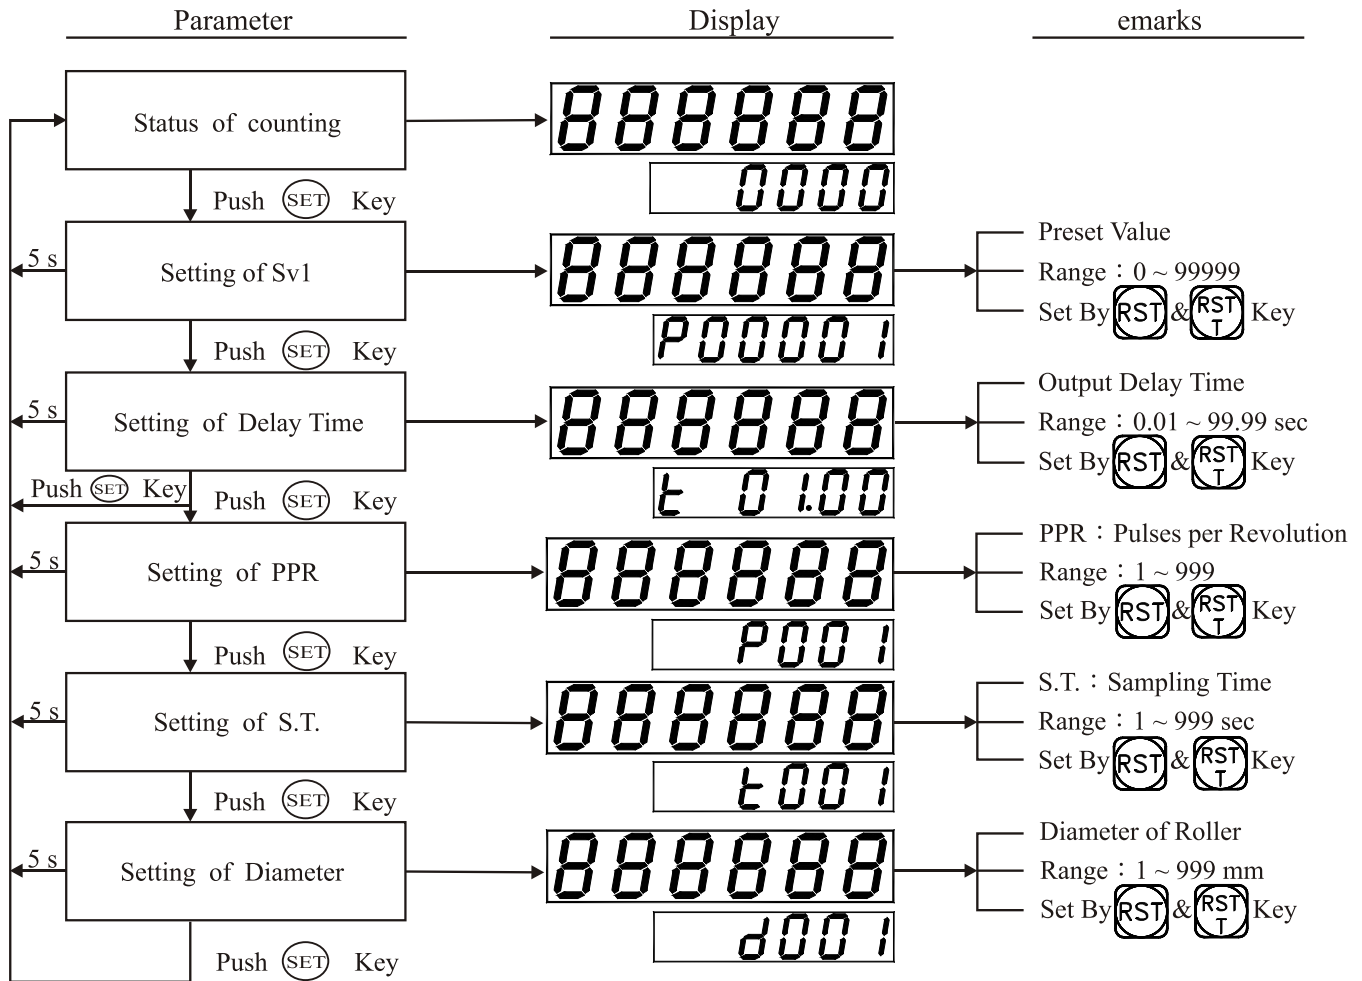 Parameter Display emarks
Status of counting 888888
0000
Push SET Key
Preset Value
5 s Setting of Sv1 888888 Range：0 ~ 99999
Set By RST & RST T Key
P00001
Push SET Key
Output Delay Time
5 s Setting of Delay Time 888888 Range：0.01 ~ 99.99 sec
Set By RST & RST T Key
t 01.00
Push SET Key Push SET Key
PPR：Pulses per Revolution
5 s Setting of PPR 888888 Range：1 ~ 999
Set By RST & RST T Key
P001
Push SET Key
S.T.：Sampling Time
5 s Setting of S.T. 888888 Range：1 ~ 999 sec
Set By RST & RST T Key
t001
Push SET Key
Diameter of Roller
5 s Setting of Diameter 888888 Range：1 ~ 999 mm
Set By RST & RST T Key
d001
Push SET Key